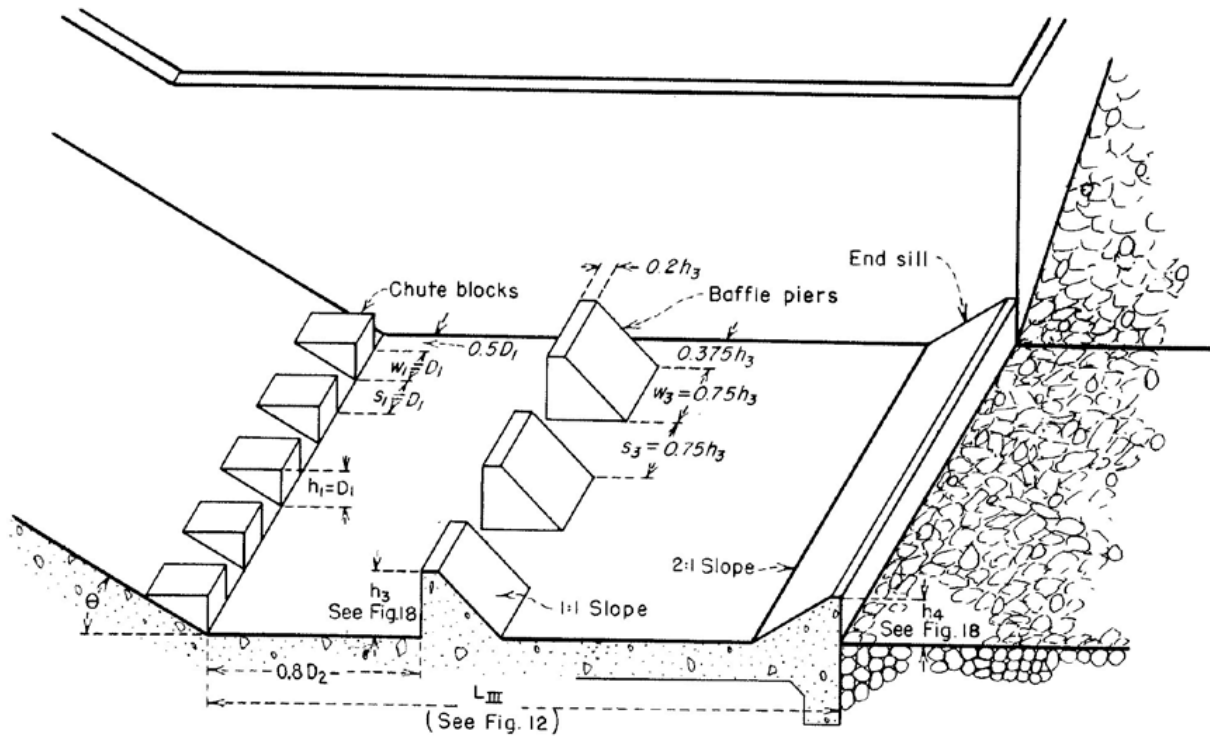 0.2h₃
End sill
Chute blocks
Baffle piers
0.5D₁
0.375h₃
w₁=D₁
w₃=0.75h₃
s₁=D₁
s₃=0.75h₃
h₁=D₁
2:1 Slope
h₃
See Fig.18
1:1 Slope
h₄
See Fig. 18
θ
0.8D₂
L_III
(See Fig. 12)